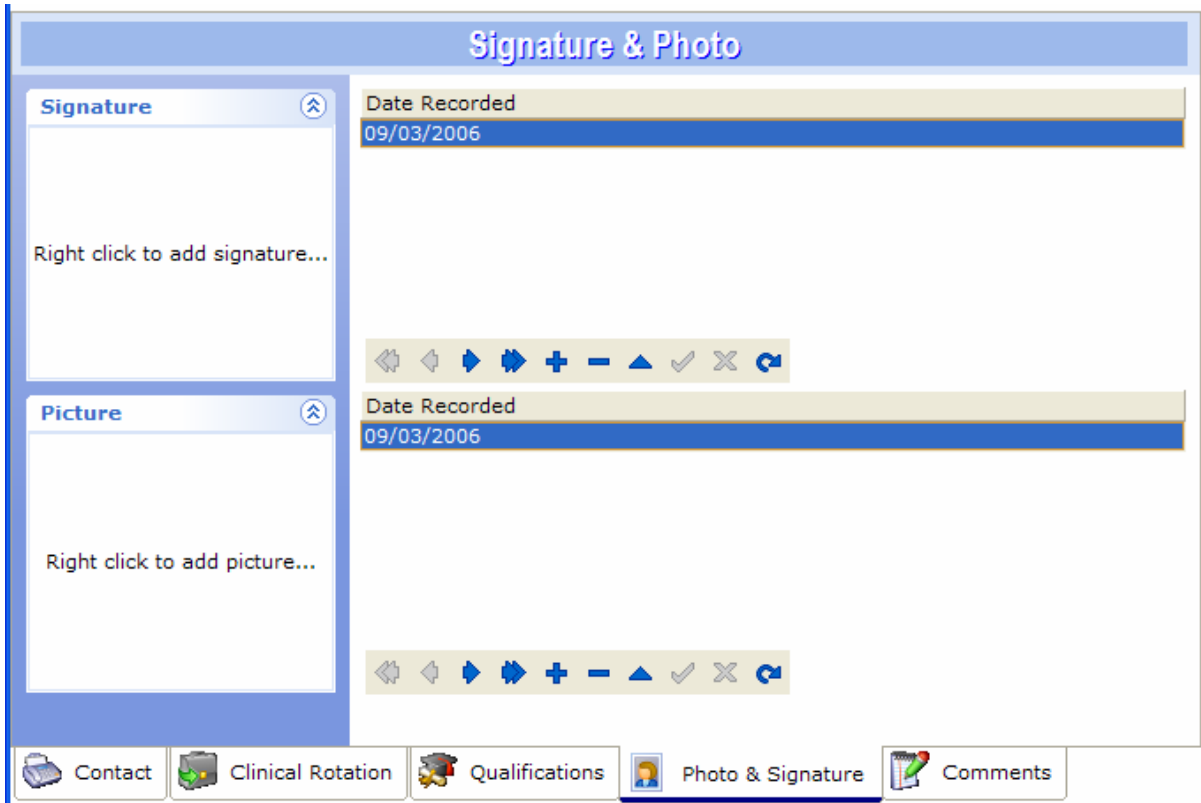 Signature & Photo
Signature
Right click to add signature...
Date Recorded
09/03/2006
Picture
Right click to add picture...
Date Recorded
09/03/2006
Contact
Clinical Rotation
Qualifications
Photo & Signature
Comments